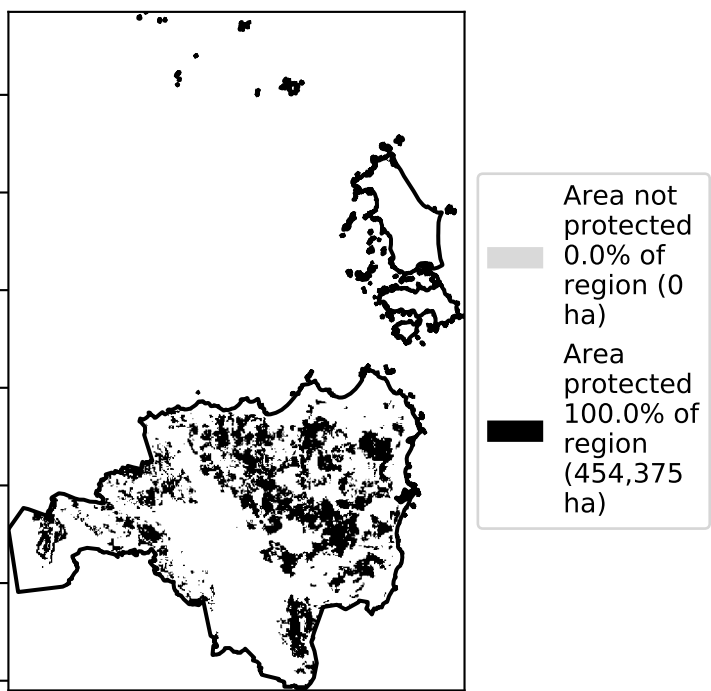 Area not
protected
0.0% of
region (0
ha)
Area
protected
100.0% of
region
(454,375
ha)